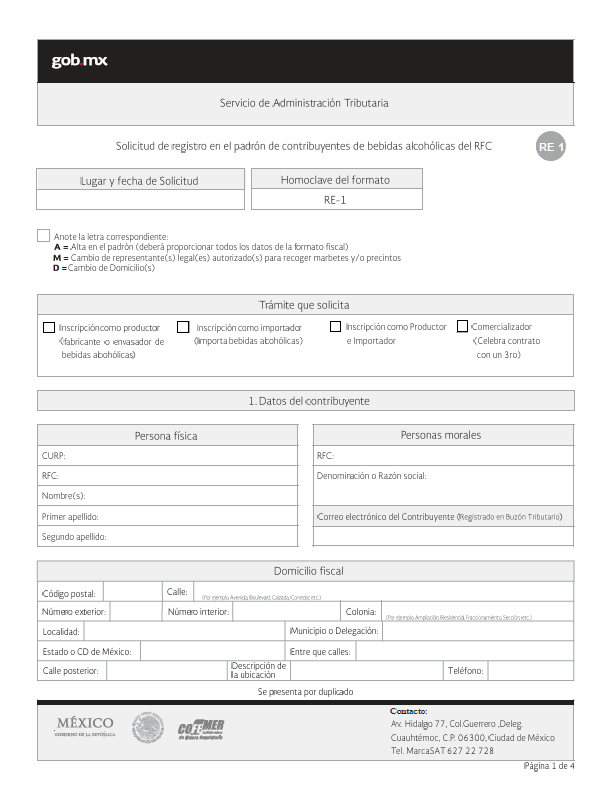 gob.mx
Servicio de Administración Tributaria
Solicitud de registro en el padrón de contribuyentes de bebidas alcohólicas del RFC
RE 1
Lugar y fecha de Solicitud
Homoclave del formato
RE-1
Anote la letra correspondiente:
A = Alta en el padrón (deberá proporcionar todos los datos de la formato fiscal)
M = Cambio de representante(s) legal(es) autorizado(s) para recoger marbetes y/o precintos
D =Cambio de Domicilio(s)
Trámite que solicita
Inscripción como productor
(fabricante o envasador de
bebidas alcohólicas)
Inscripción como importador
(Importa bebidas alcohólicas)
Inscripción como Productor
e Importador
Comercializador
(Celebra contrato
con un 3ro)
1. Datos del contribuyente
Persona física
CURP:
RFC:
Nombre(s):
Primer apellido:
Segundo apellido:
Personas morales
RFC:
Denominación o Razón social:
Correo electrónico del Contribuyente (Registrado en Buzón Tributario)
Domicilio fiscal
Código postal:
Calle:
(Por ejemplo Avenida, Boulevard, Calzada, Corredor, etc.)
Número exterior:
Número interior:
Colonia:
(Por ejemplo Ampliación, Residencial, Fraccionamiento, Sección, etc.)
Localidad:
Municipio o Delegación:
Estado o CD de México:
Entre que calles:
Calle posterior:
Descripción de
la ubicación
Teléfono:
Se presenta por duplicado
MÉXICO
GOBIERNO DE LA REPÚBLICA
Contacto:
Av. Hidalgo 77, Col.Guerrero ,Deleg.
Cuauhtémoc, C.P. 06300,Ciudad de México
Tel. MarcaSAT 627 22 728
Página 1 de 4